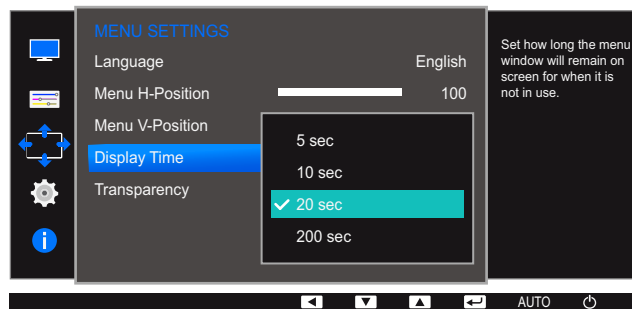 MENU SETTINGS
Language English
Menu H-Position 100
Menu V-Position
Display Time
Transparency
5 sec
10 sec
20 sec
200 sec
Set how long the menu
window will remain on
screen for when it is
not in use.
AUTO